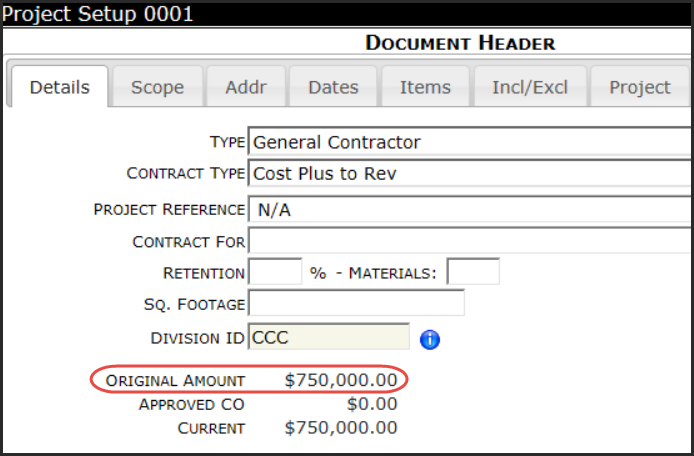 Project Setup 0001
DOCUMENT HEADER
Details Scope Addr Dates Items Incl/Excl Project
TYPE General Contractor
CONTRACT TYPE Cost Plus to Rev
PROJECT REFERENCE N/A
CONTRACT FOR
RETENTION % - MATERIALS:
SQ. FOOTAGE
DIVISION ID CCC i
ORIGINAL AMOUNT $750,000.00
APPROVED CO $0.00
CURRENT $750,000.00